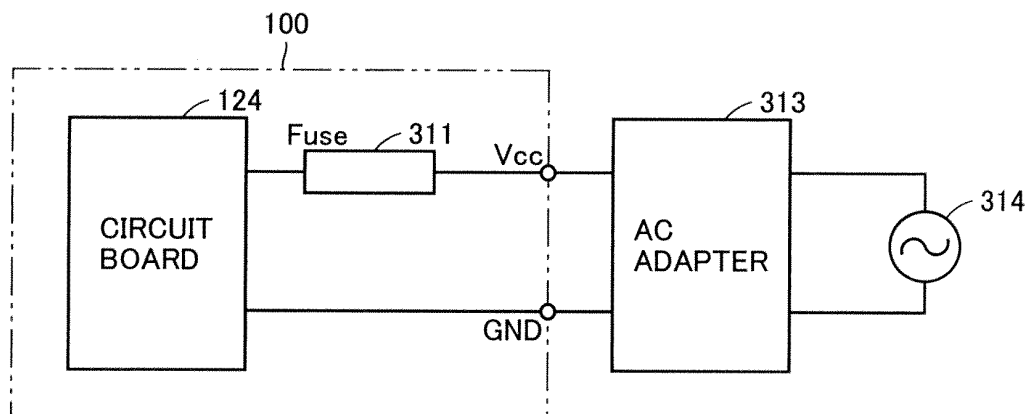 100
124
Fuse
311
Vcc
313
314
CIRCUIT
BOARD
AC
ADAPTER
GND